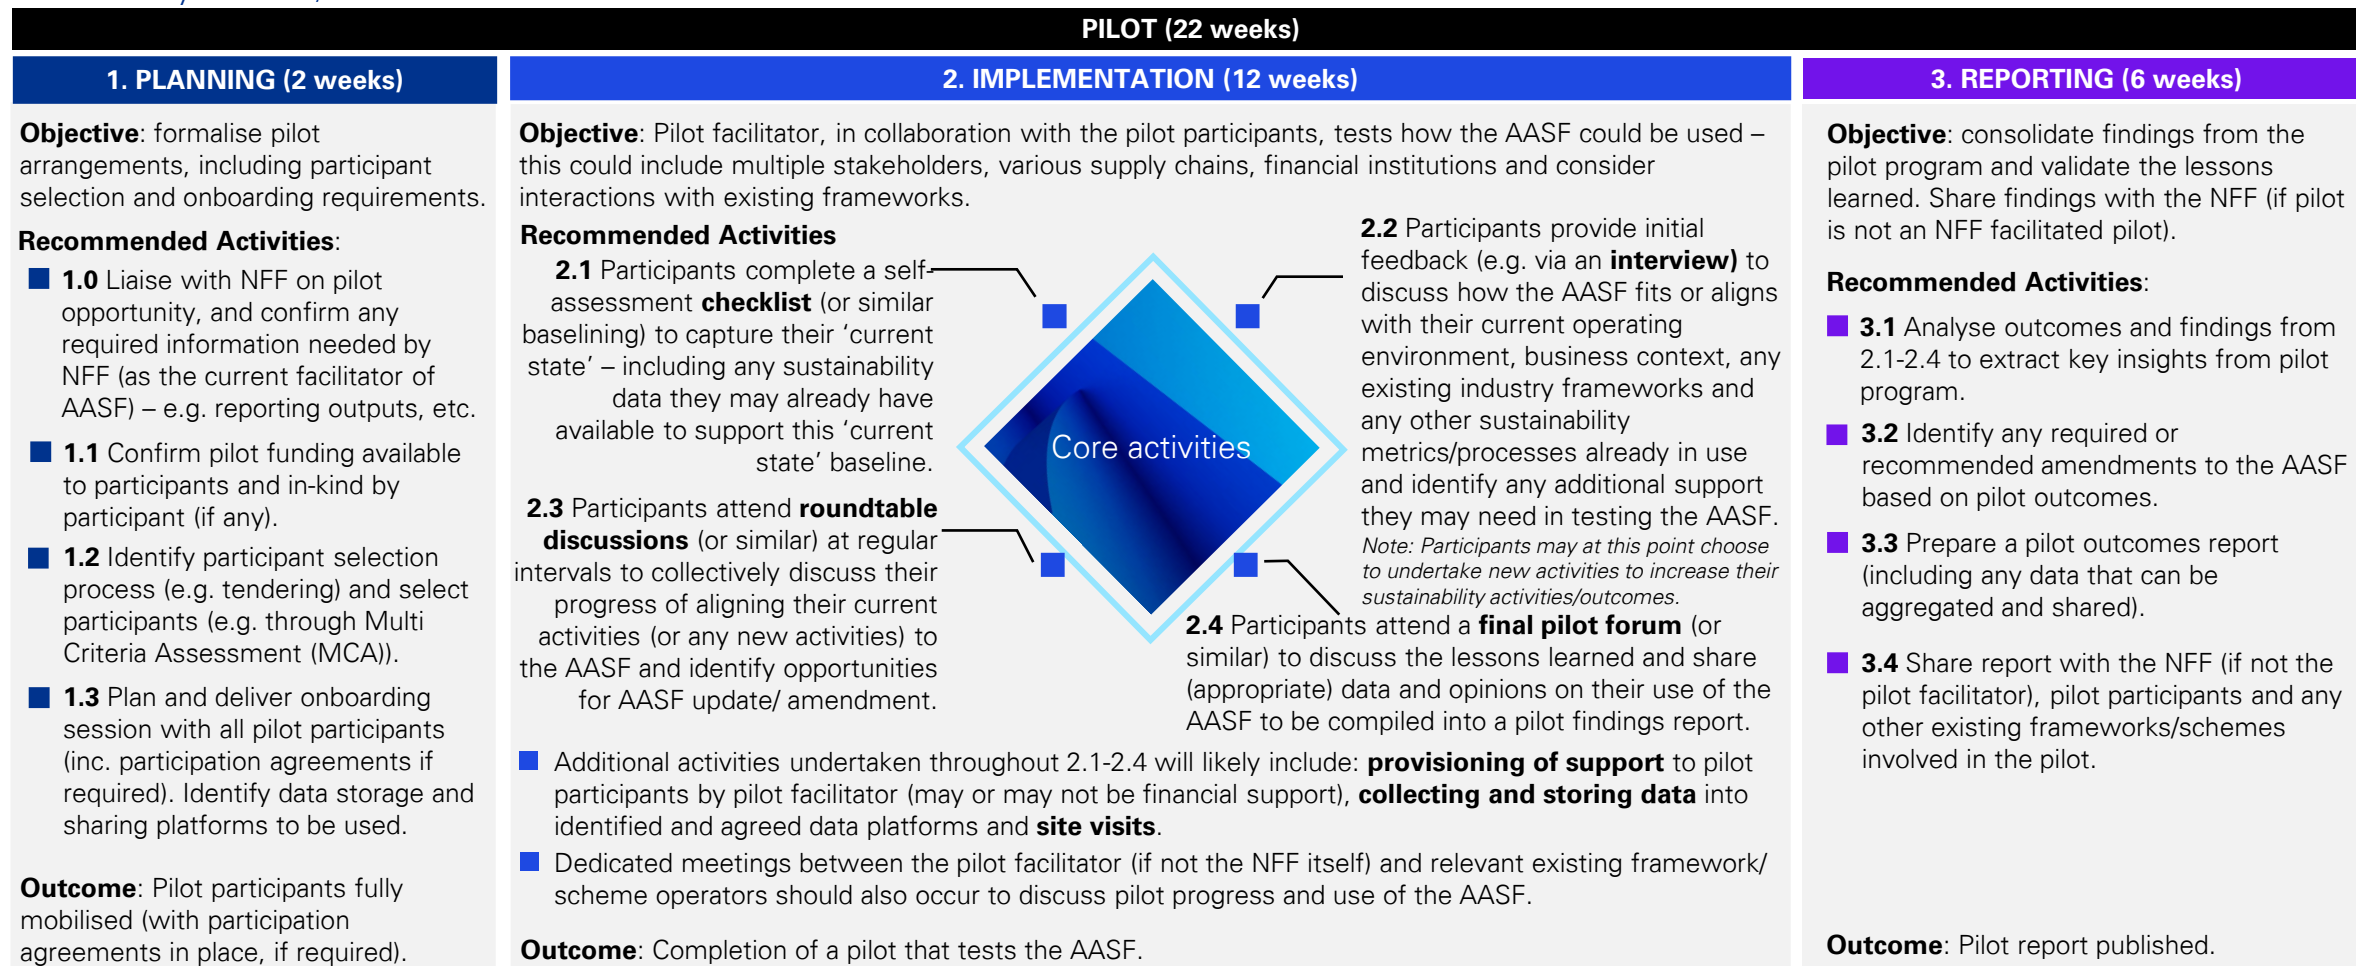 PILOT (22 weeks)
1. PLANNING (2 weeks)
Objective: formalise pilot
arrangements, including participant
selection and onboarding requirements.
Recommended Activities:
1.0 Liaise with NFF on pilot
opportunity, and confirm any
required information needed by
NFF (as the current facilitator of
AASF) – e.g. reporting outputs, etc.
1.1 Confirm pilot funding available
to participants and in-kind by
participant (if any).
1.2 Identify participant selection
process (e.g. tendering) and select
participants (e.g. through Multi
Criteria Assessment (MCA)).
1.3 Plan and deliver onboarding
session with all pilot participants
(inc. participation agreements if
required). Identify data storage and
sharing platforms to be used.
Outcome: Pilot participants fully
mobilised (with participation
agreements in place, if required).
2. IMPLEMENTATION (12 weeks)
Objective: Pilot facilitator, in collaboration with the pilot participants, tests how the AASF could be used –
this could include multiple stakeholders, various supply chains, financial institutions and consider
interactions with existing frameworks.
Recommended Activities
2.1 Participants complete a self-
assessment checklist (or similar
baselining) to capture their ‘current
state’ – including any sustainability
data they may already have
available to support this ‘current
state’ baseline.
2.2 Participants provide initial
feedback (e.g. via an interview) to
discuss how the AASF fits or aligns
with their current operating
environment, business context, any
existing industry frameworks and
any other sustainability
metrics/processes already in use
and identify any additional support
they may need in testing the AASF.
Note: Participants may at this point choose
to undertake new activities to increase their
sustainability activities/outcomes.
Core activities
2.3 Participants attend roundtable
discussions (or similar) at regular
intervals to collectively discuss their
progress of aligning their current
activities (or any new activities) to
the AASF and identify opportunities
for AASF update/ amendment.
2.4 Participants attend a final pilot forum (or
similar) to discuss the lessons learned and share
(appropriate) data and opinions on their use of the
AASF to be compiled into a pilot findings report.
Additional activities undertaken throughout 2.1-2.4 will likely include: provisioning of support to pilot
participants by pilot facilitator (may or may not be financial support), collecting and storing data into
identified and agreed data platforms and site visits.
Dedicated meetings between the pilot facilitator (if not the NFF itself) and relevant existing framework/
scheme operators should also occur to discuss pilot progress and use of the AASF.
Outcome: Completion of a pilot that tests the AASF.
3. REPORTING (6 weeks)
Objective: consolidate findings from the
pilot program and validate the lessons
learned. Share findings with the NFF (if pilot
is not an NFF facilitated pilot).
Recommended Activities:
3.1 Analyse outcomes and findings from
2.1-2.4 to extract key insights from pilot
program.
3.2 Identify any required or
recommended amendments to the AASF
based on pilot outcomes.
3.3 Prepare a pilot outcomes report
(including any data that can be
aggregated and shared).
3.4 Share report with the NFF (if not the
pilot facilitator), pilot participants and any
other existing frameworks/schemes
involved in the pilot.
Outcome: Pilot report published.